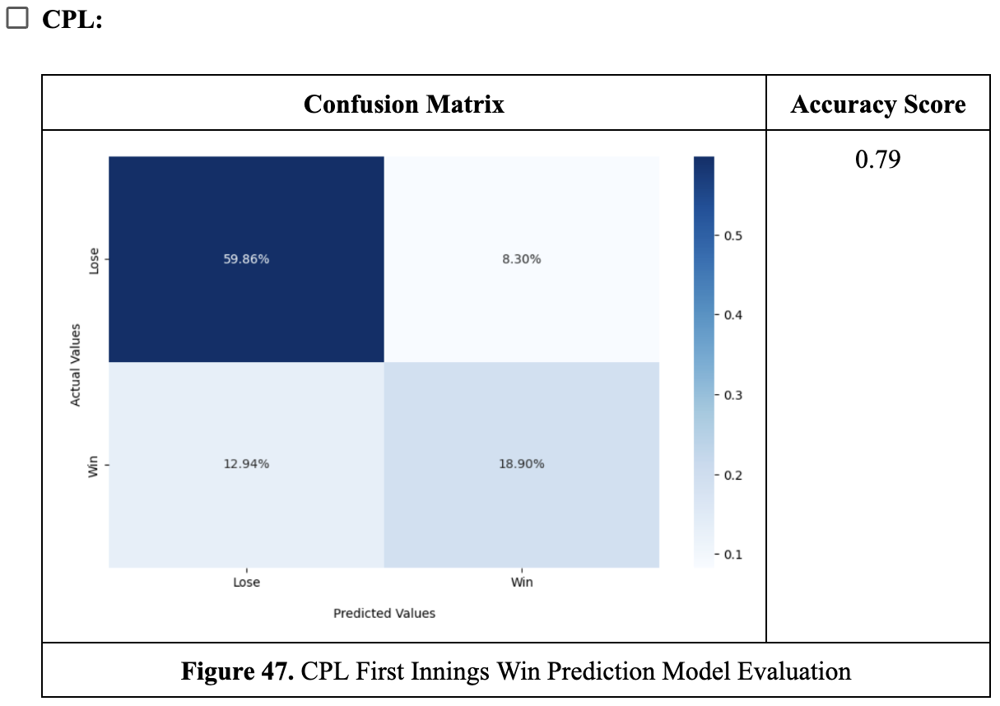 CPL:
Confusion Matrix
Accuracy Score
0.79
Actual Values
Lose
Win
59.86%
8.30%
12.94%
18.90%
Lose
Win
Predicted Values
0.5
0.4
0.3
0.2
0.1
Figure 47. CPL First Innings Win Prediction Model Evaluation